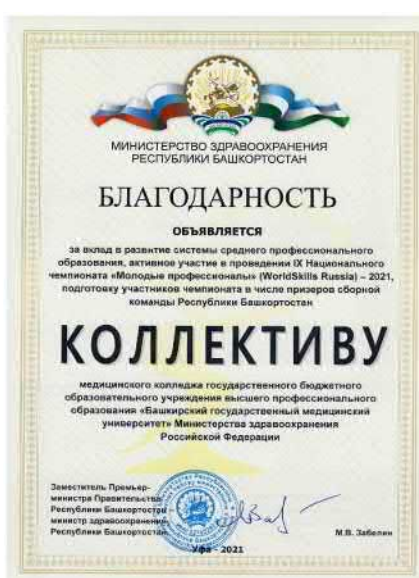 МИНИСТЕРСТВО ЗДРАВООХРАНЕНИЯ
РЕСПУБЛИКИ БАШКОРТОСТАН
БЛАГОДАРНОСТЬ
ОБЪЯВЛЯЕТСЯ
за вклад в развитие системы среднего профессионального
образования, активное участие в проведении IX Национального
чемпионата «Молодые профессионалы» (WorldSkills Russia) – 2021,
подготовку участников чемпионата в числе призеров сборной
команды Республики Башкортостан
КОЛЛЕКТИВУ
медицинского колледжа государственного бюджетного
образовательного учреждения высшего профессионального
образования «Башкирский государственный медицинский
университет» Министерства здравоохранения
Российской Федерации
Заместитель Премьер-
министра Правительства
Республики Башкортостан
министр здравоохранения
Республики Башкортостан
М.В. Забелин
Уфа - 2021